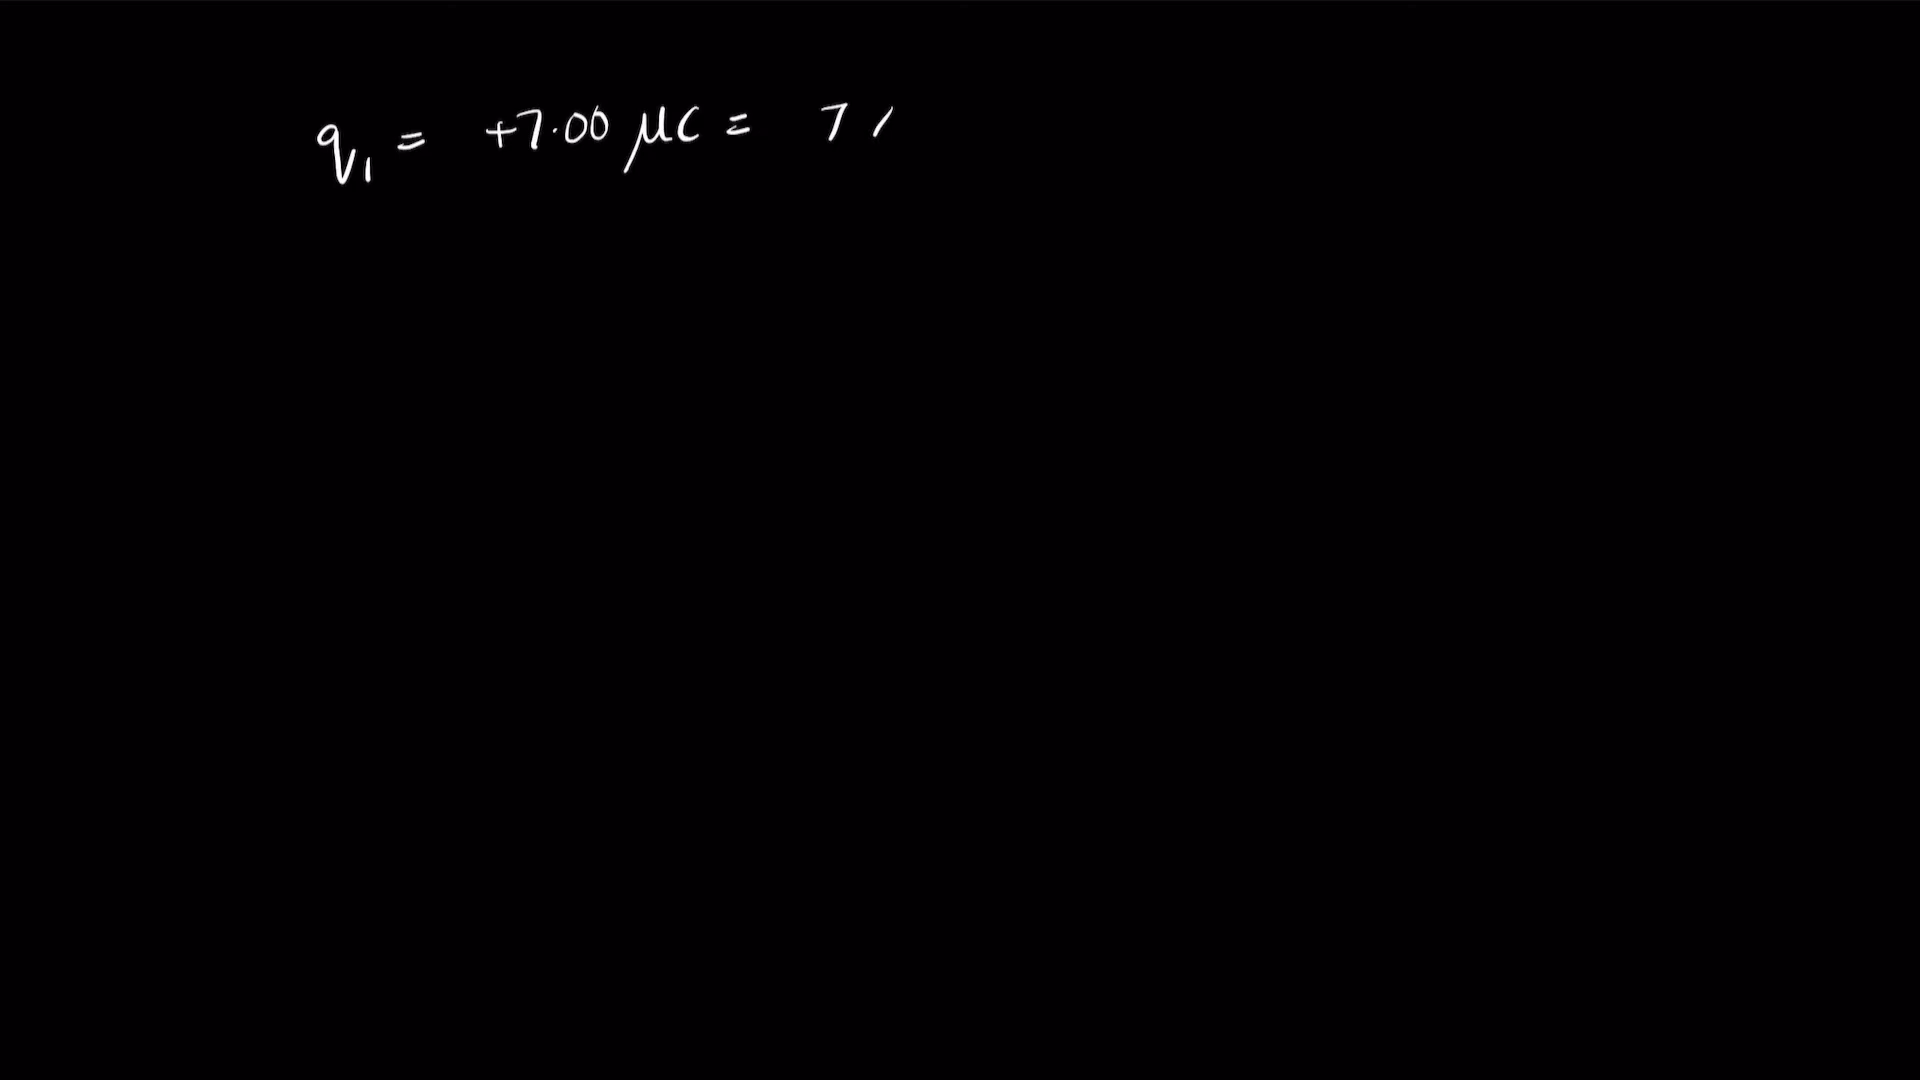 q₁ = +7.00 μC = 7 /